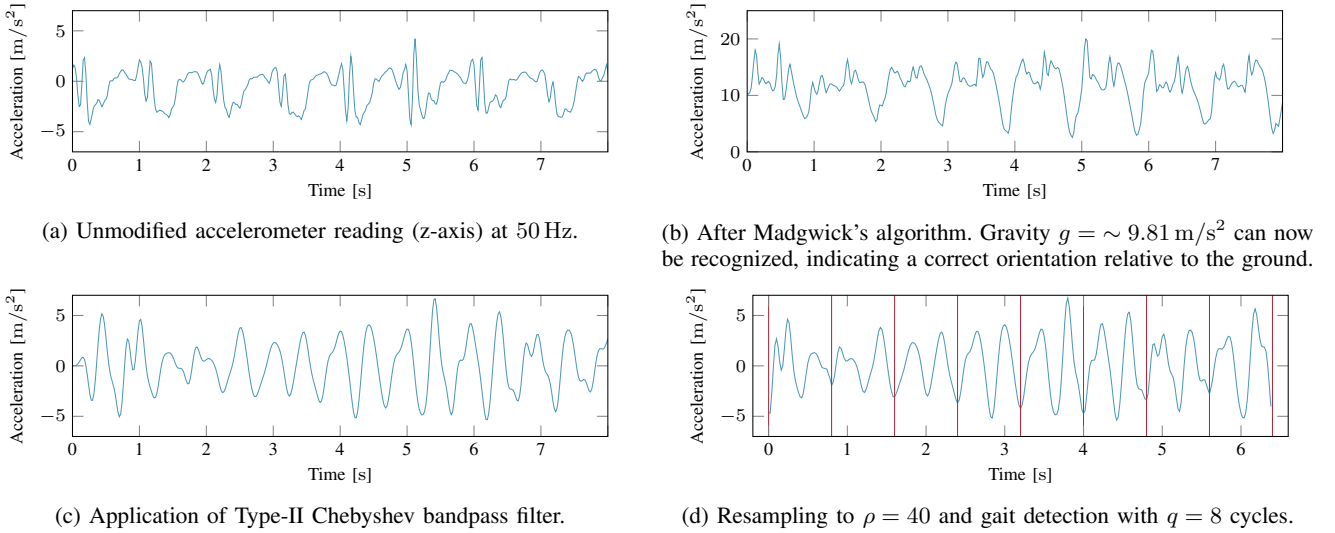 5
0
−5
Acceleration [m/s²]
0 1 2 3 4 5 6 7
Time [s]
(a) Unmodified accelerometer reading (z-axis) at 50 Hz.
20
10
0
Acceleration [m/s²]
0 1 2 3 4 5 6 7
Time [s]
(b) After Madgwick's algorithm. Gravity g = ∼ 9.81 m/s² can now
be recognized, indicating a correct orientation relative to the ground.
5
0
−5
Acceleration [m/s²]
0 1 2 3 4 5 6 7
Time [s]
(c) Application of Type-II Chebyshev bandpass filter.
5
0
−5
Acceleration [m/s²]
0 1 2 3 4 5 6
Time [s]
(d) Resampling to ρ = 40 and gait detection with q = 8 cycles.